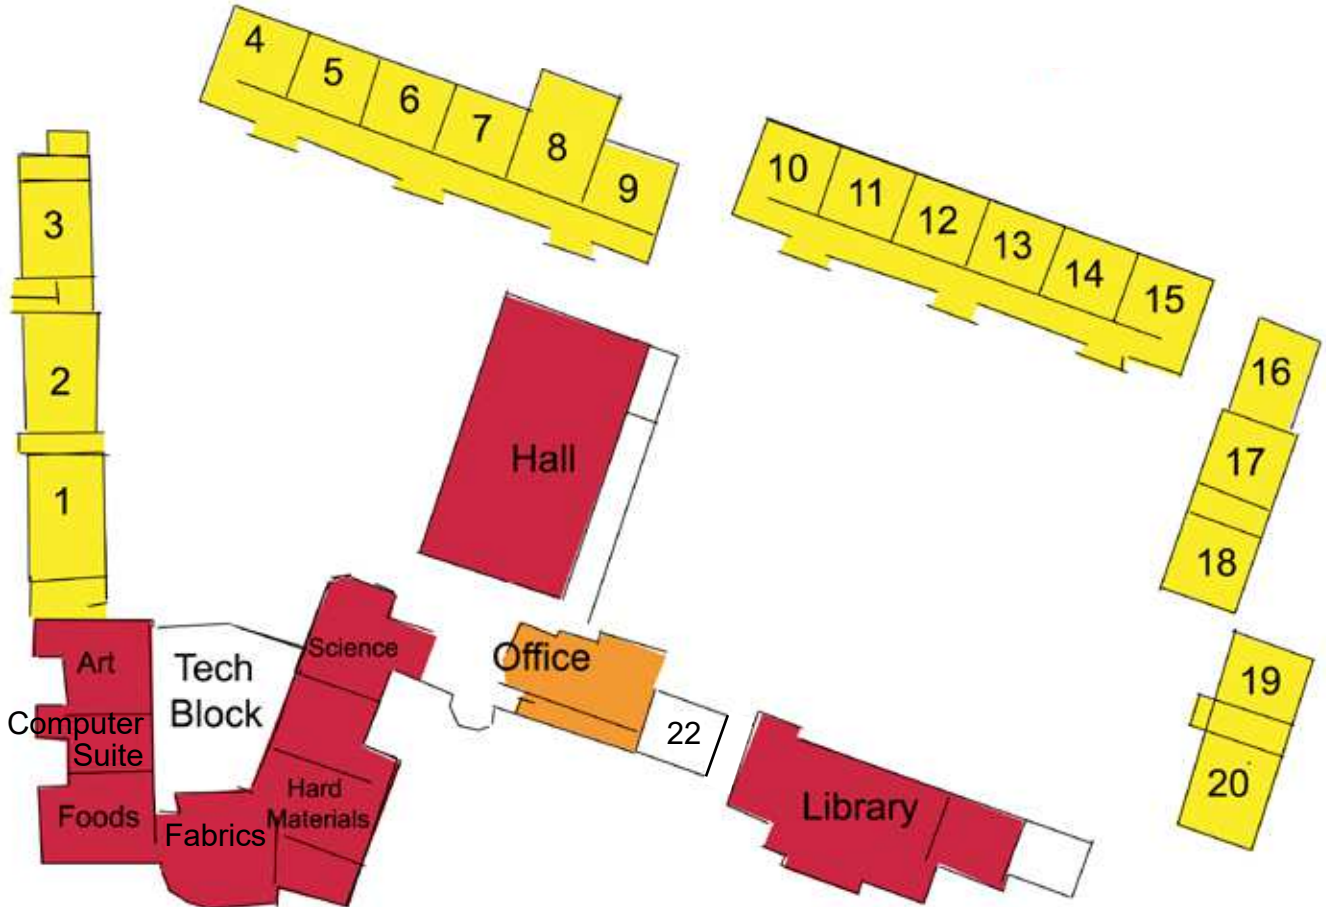 4
5
6
7
8
9
10
11
12
13
14
15
3
2
1
16
17
18
19
20
Hall
Art
Tech
Block
Science
Office
22
Computer
Suite
Foods
Fabrics
Hard
Materials
Library